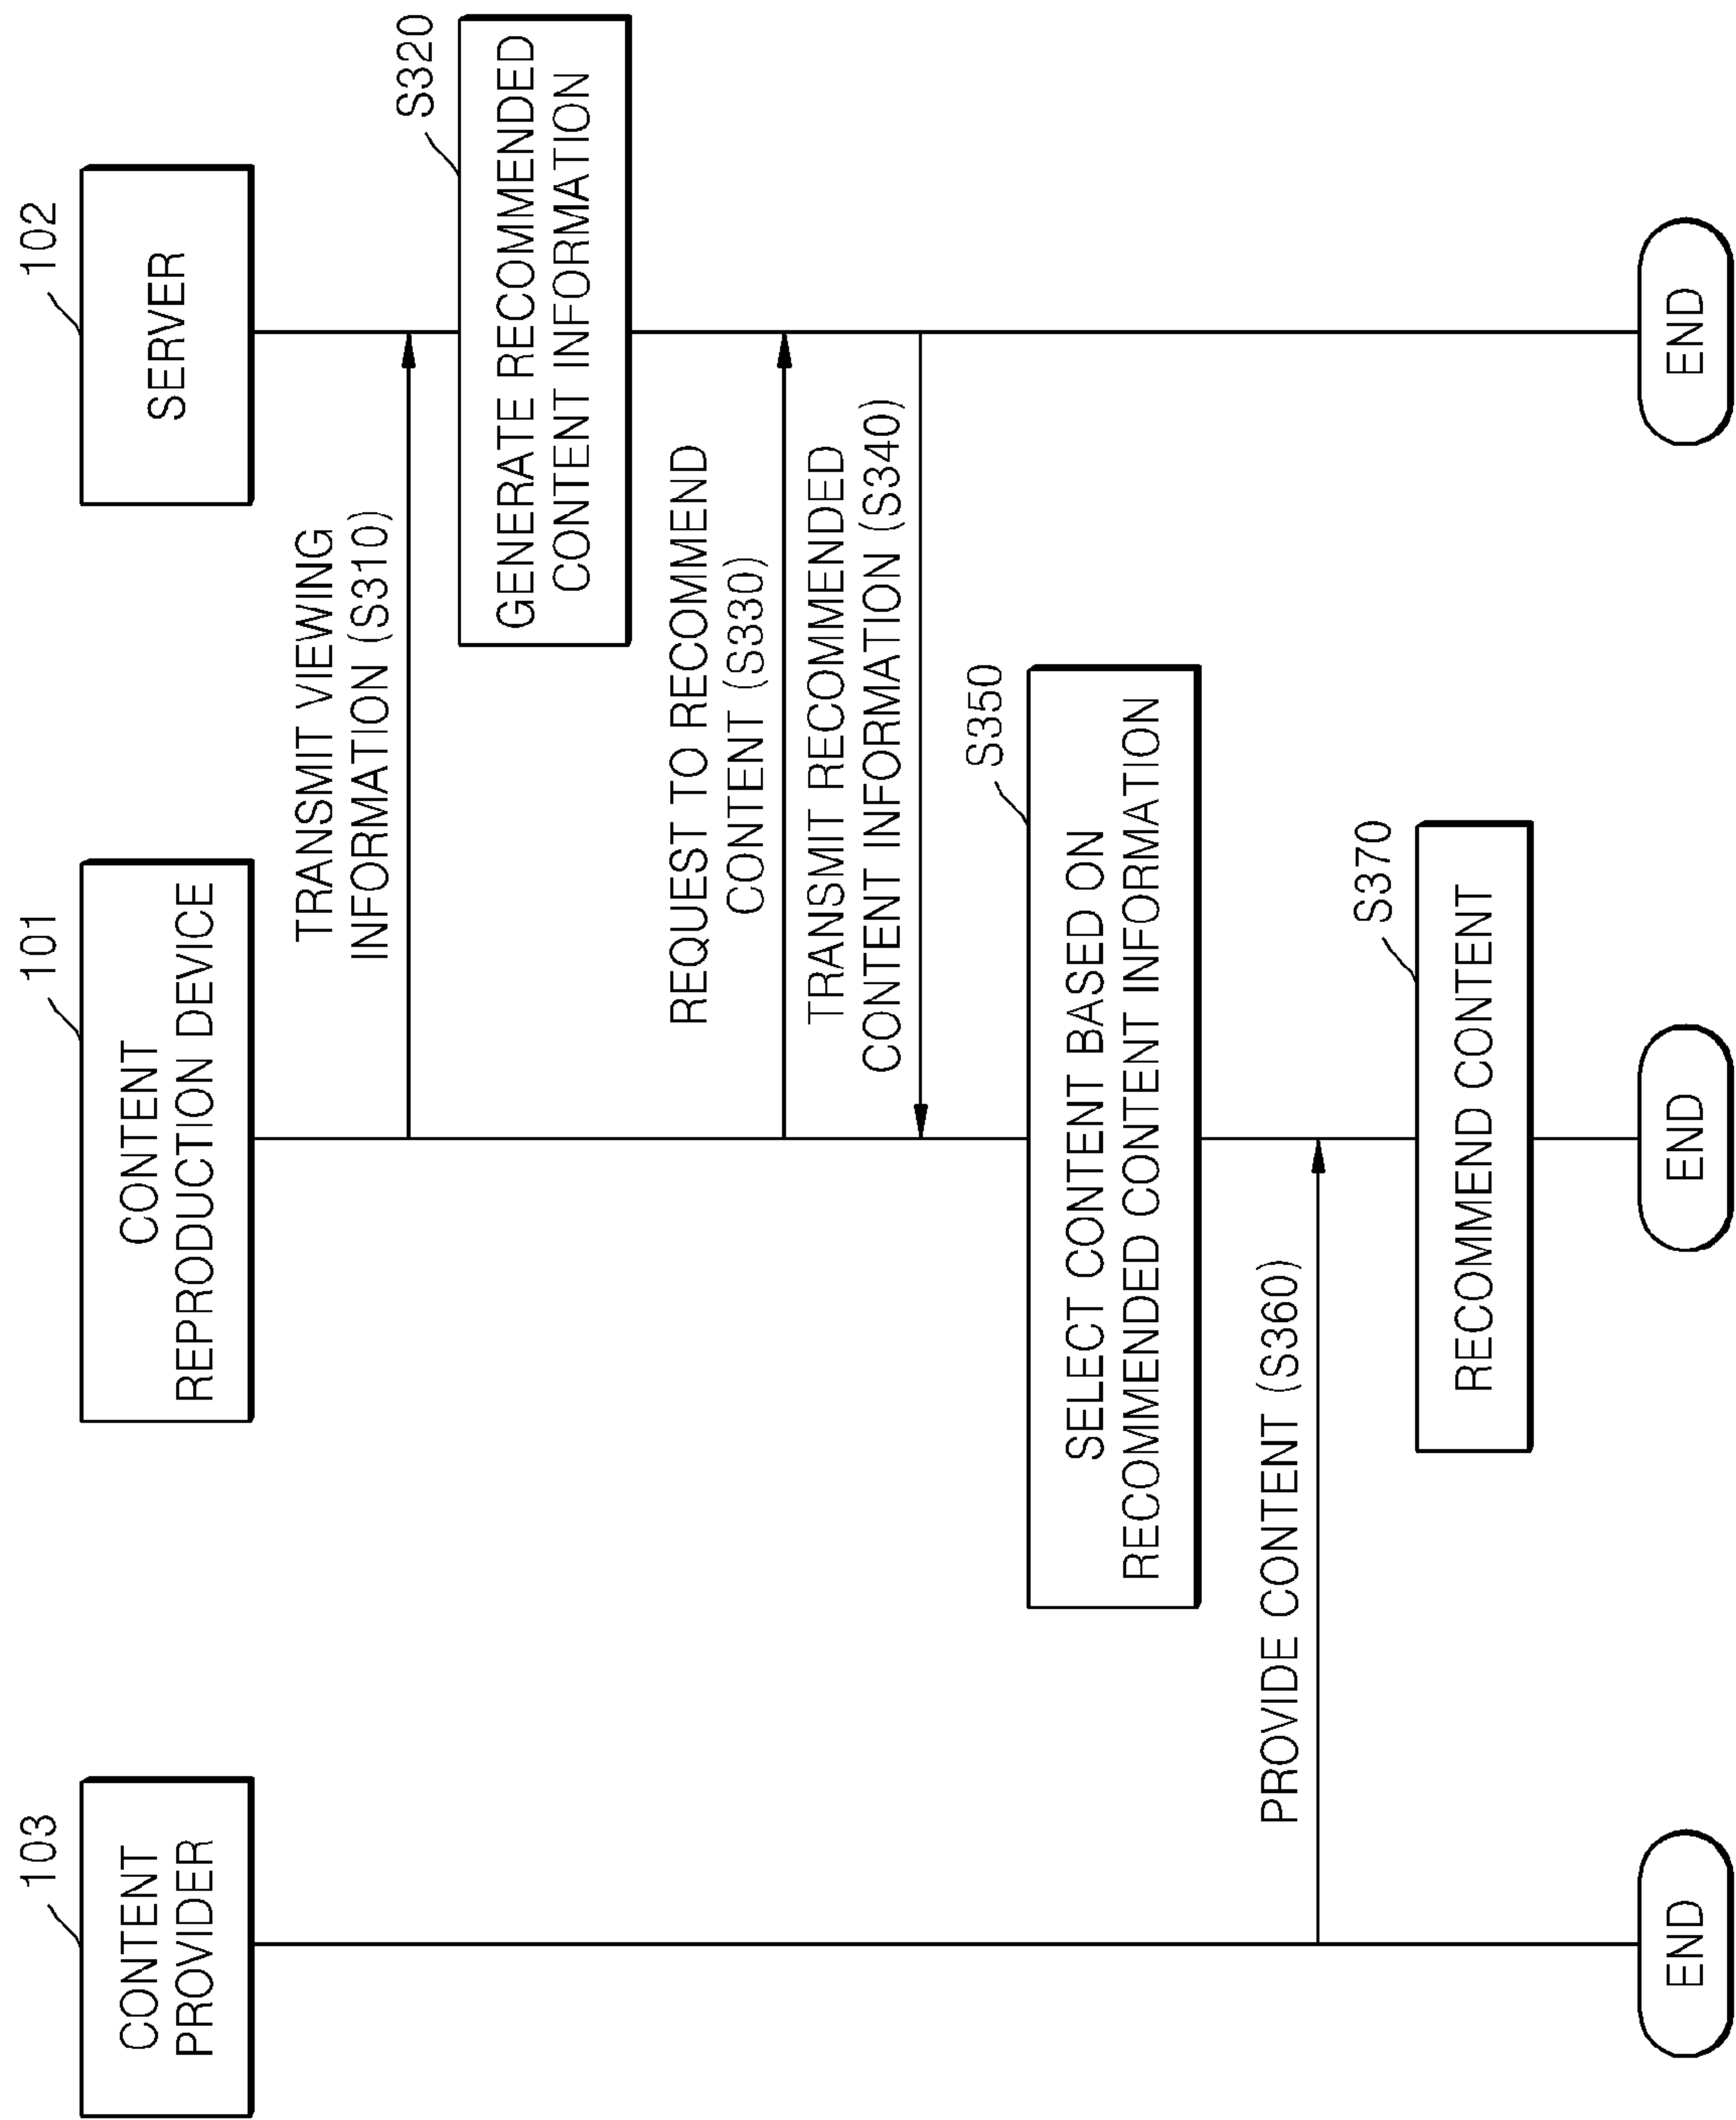 103
CONTENT
PROVIDER
101
CONTENT
REPRODUCTION DEVICE
102
SERVER
TRANSMIT VIEWING
INFORMATION (S310)
S320
GENERATE RECOMMENDED
CONTENT INFORMATION
REQUEST TO RECOMMEND
CONTENT (S330)
TRANSMIT RECOMMENDED
CONTENT INFORMATION (S340)
S350
SELECT CONTENT BASED ON
RECOMMENDED CONTENT INFORMATION
PROVIDE CONTENT (S360)
S370
RECOMMEND CONTENT
END
END
END